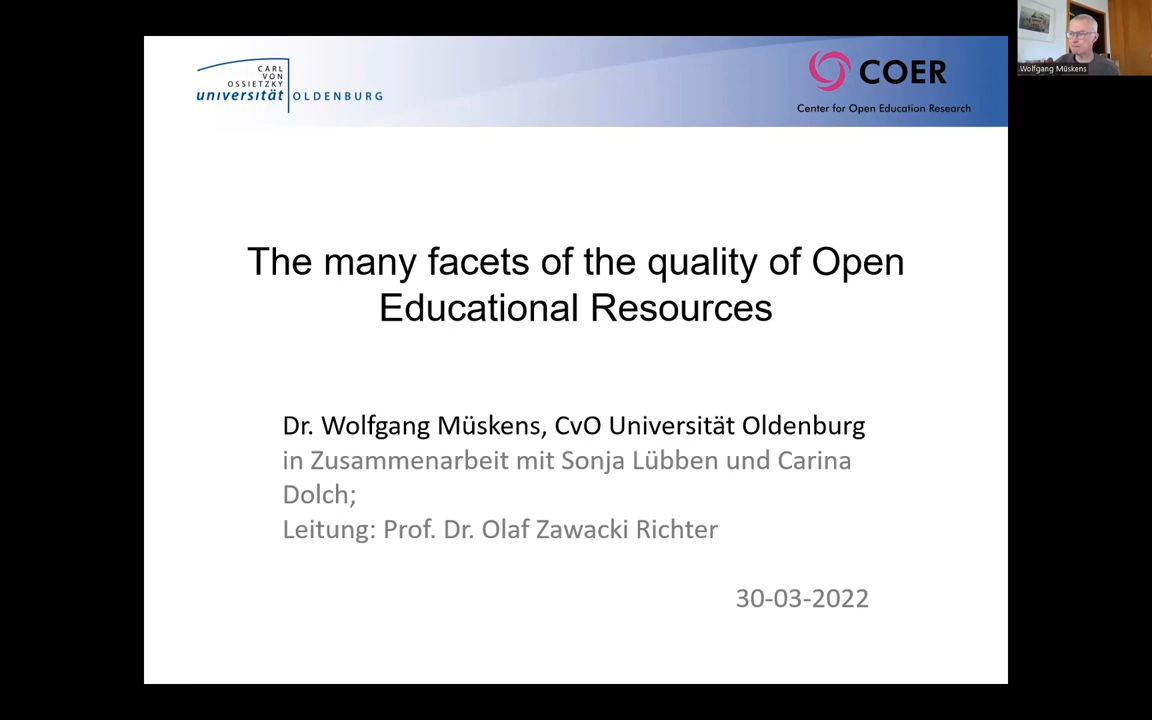 CARL
VON
OSSIETZKY
universität OLDENBURG
COER
Center for Open Education Research
Wolfgang Müskens
The many facets of the quality of Open
Educational Resources
Dr. Wolfgang Müskens, CvO Universität Oldenburg
in Zusammenarbeit mit Sonja Lübben und Carina
Dolch;
Leitung: Prof. Dr. Olaf Zawacki Richter
30-03-2022